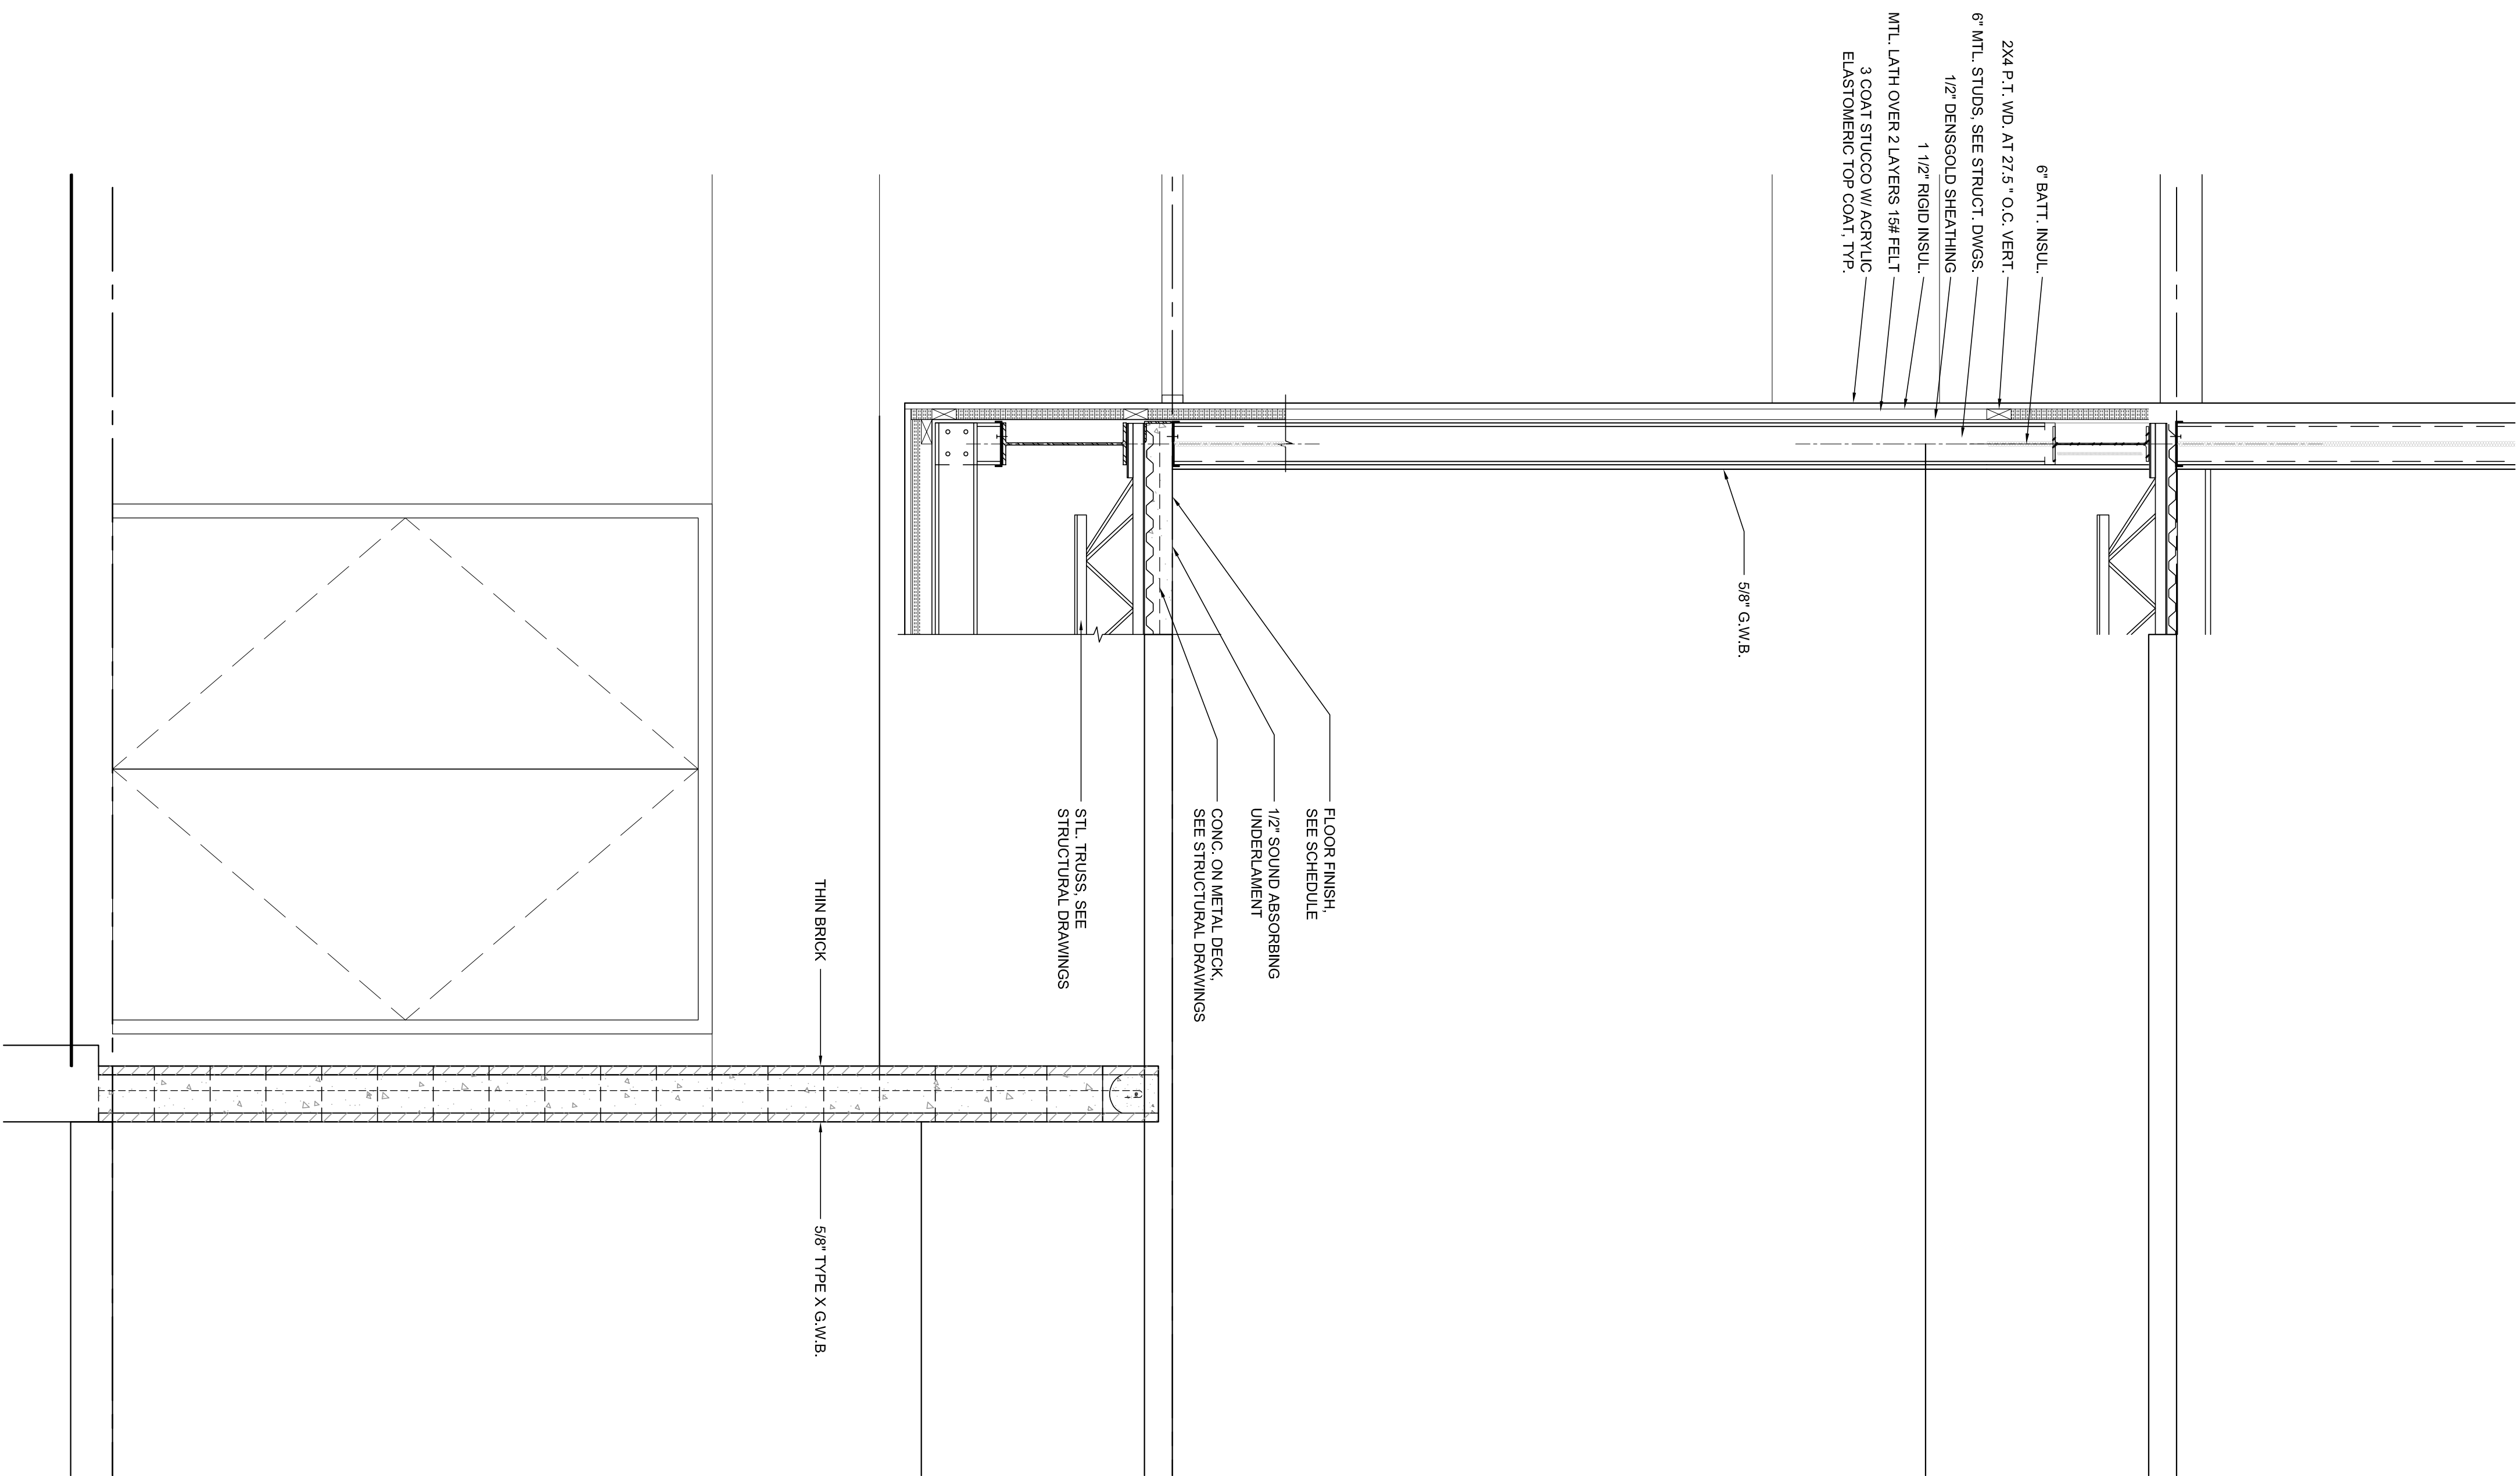 6" BATT. INSUL.
2X4 P.T. WD. AT 27.5 " O.C. VERT.
6" MTL. STUDS, SEE STRUCT. DWGS.
1/2" DENSGOLD SHEATHING
1 1/2" RIGID INSUL.
MTL. LATH OVER 2 LAYERS 15# FELT
3 COAT STUCCO W/ ACRYLIC
ELASTOMERIC TOP COAT, TYP.
5/8" G.W.B.
FLOOR FINISH,
SEE SCHEDULE
1/2" SOUND ABSORBING
UNDERLAMENT
CONC. ON METAL DECK,
SEE STRUCTURAL DRAWINGS
STL. TRUSS, SEE
STRUCTURAL DRAWINGS
THIN BRICK
5/8" TYPE X G.W.B.